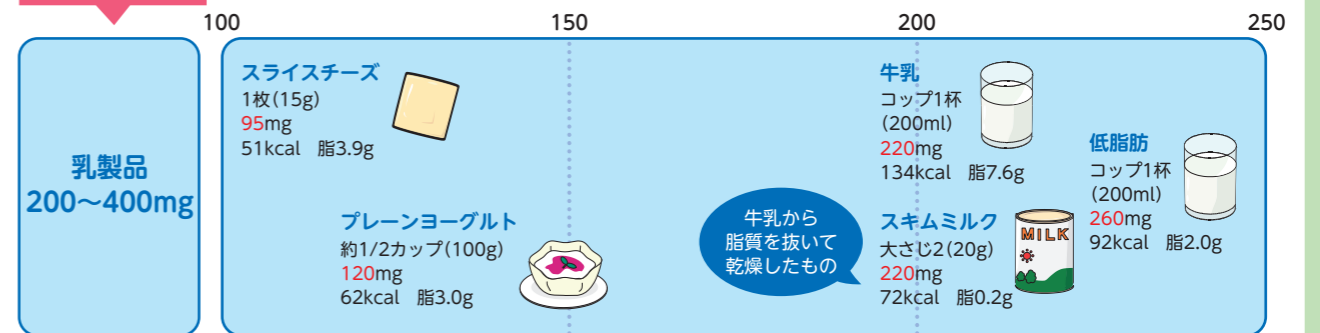 100 150 200 250
乳製品
200〜400mg
スライスチーズ
1枚(15g)
95mg
51kcal 脂3.9g
プレーンヨーグルト
約1/2カップ(100g)
120mg
62kcal 脂3.0g
牛乳
コップ1杯
(200ml)
220mg
134kcal 脂7.6g
牛乳から
脂質を抜いて
乾燥したもの
スキムミルク
大さじ2(20g)
220mg
72kcal 脂0.2g
MILK
低脂肪
コップ1杯
(200ml)
260mg
92kcal 脂2.0g